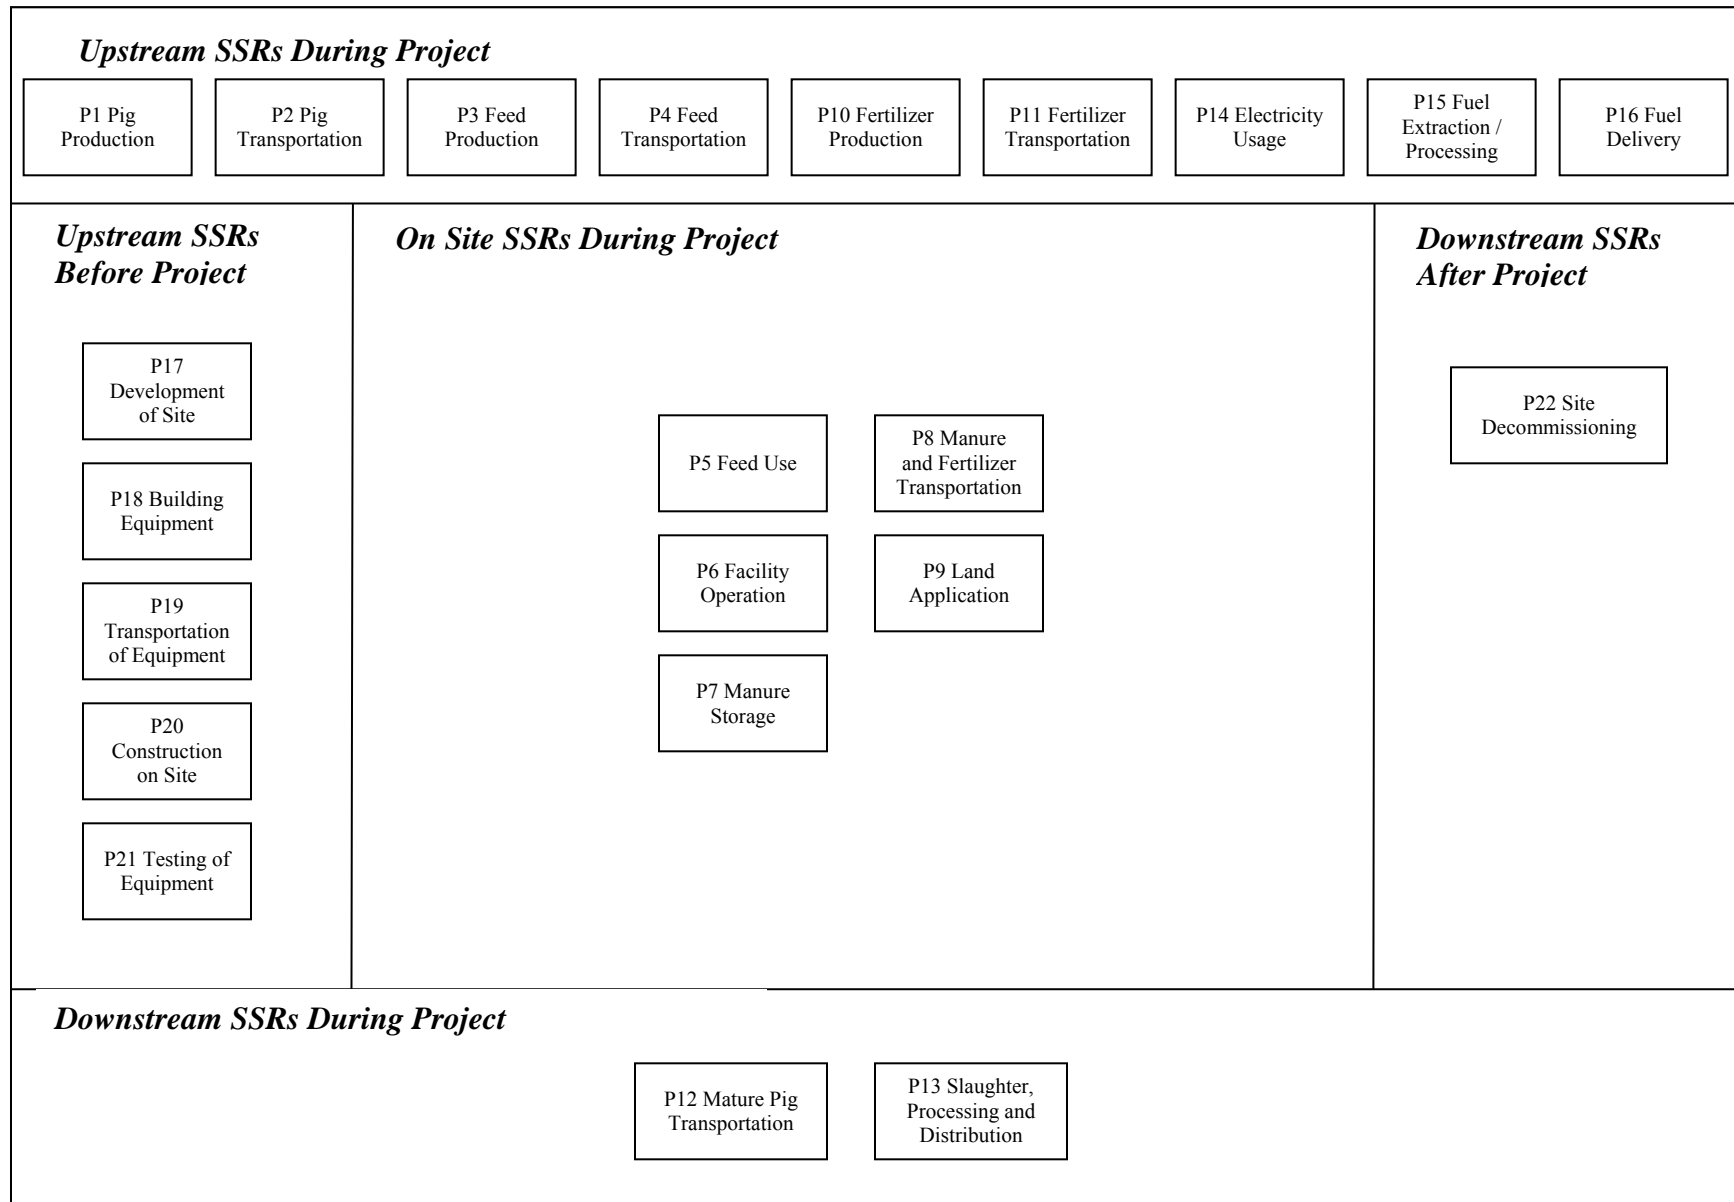 Upstream SSRs During Project
P1 Pig
Production
P2 Pig
Transportation
P3 Feed
Production
P4 Feed
Transportation
P10 Fertilizer
Production
P11 Fertilizer
Transportation
P14 Electricity
Usage
P15 Fuel
Extraction /
Processing
P16 Fuel
Delivery
Upstream SSRs
Before Project
P17
Development
of Site
P18 Building
Equipment
P19
Transportation
of Equipment
P20
Construction
on Site
P21 Testing of
Equipment
On Site SSRs During Project
P5 Feed Use
P8 Manure
and Fertilizer
Transportation
P6 Facility
Operation
P9 Land
Application
P7 Manure
Storage
Downstream SSRs
After Project
P22 Site
Decommissioning
Downstream SSRs During Project
P12 Mature Pig
Transportation
P13 Slaughter,
Processing and
Distribution